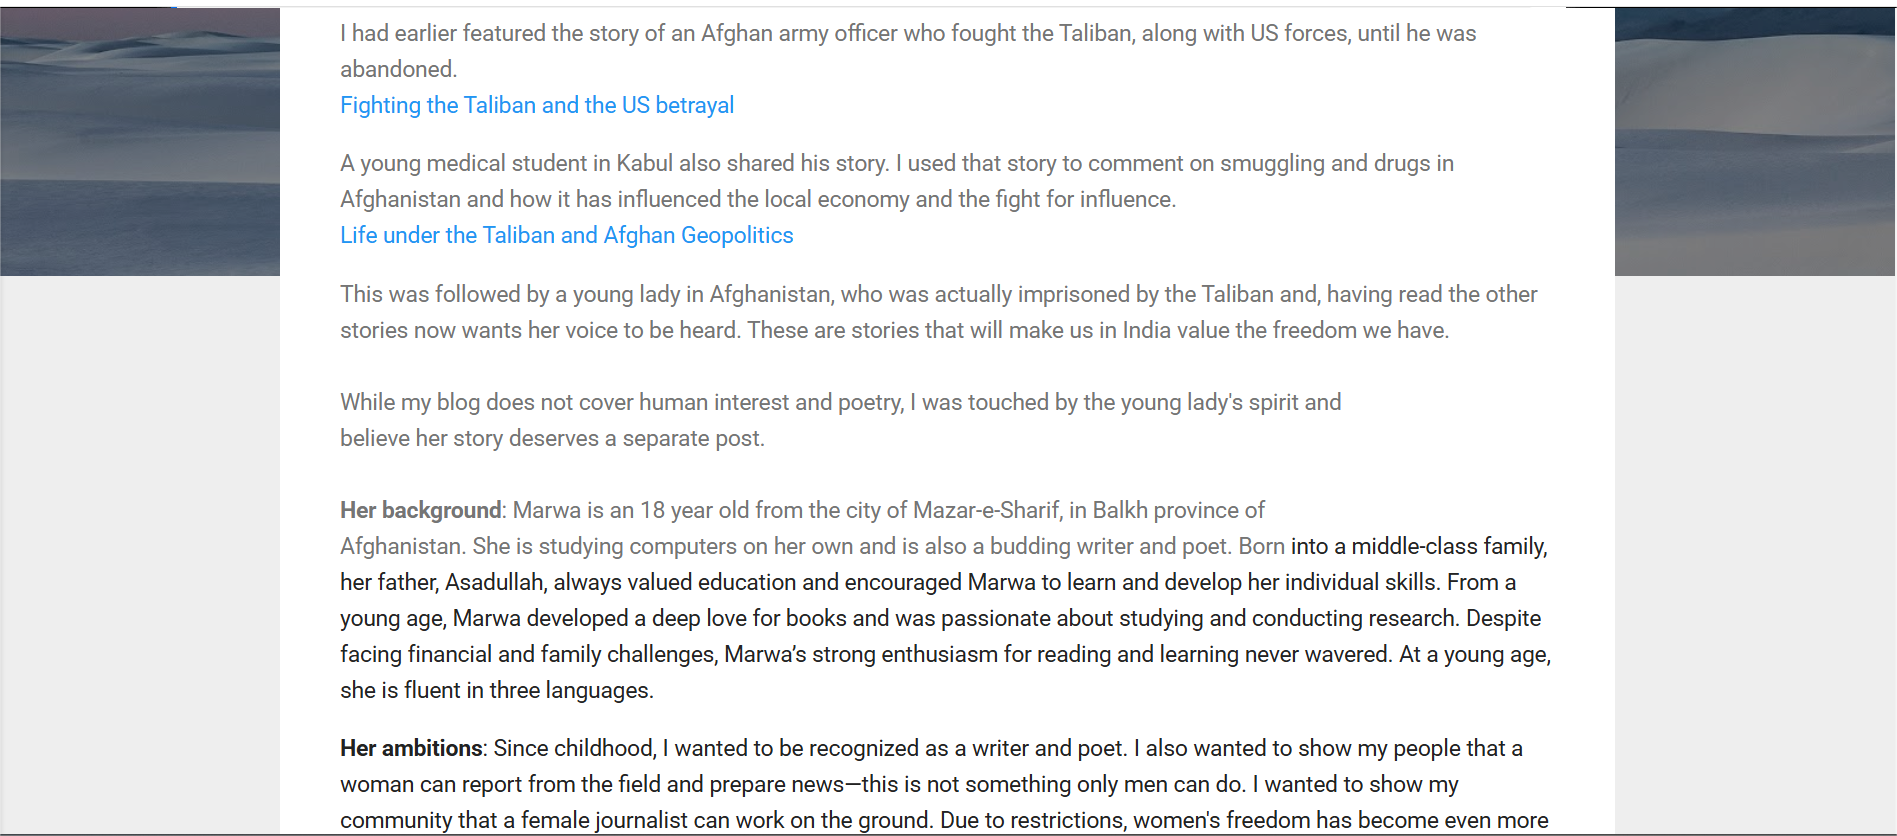 I had earlier featured the story of an Afghan army officer who fought the Taliban, along with US forces, until he was
abandoned.
Fighting the Taliban and the US betrayal
A young medical student in Kabul also shared his story. I used that story to comment on smuggling and drugs in
Afghanistan and how it has influenced the local economy and the fight for influence.
Life under the Taliban and Afghan Geopolitics
This was followed by a young lady in Afghanistan, who was actually imprisoned by the Taliban and, having read the other
stories now wants her voice to be heard. These are stories that will make us in India value the freedom we have.
While my blog does not cover human interest and poetry, I was touched by the young lady's spirit and
believe her story deserves a separate post.
Her background: Marwa is an 18 year old from the city of Mazar-e-Sharif, in Balkh province of
Afghanistan. She is studying computers on her own and is also a budding writer and poet. Born into a middle-class family,
her father, Asadullah, always valued education and encouraged Marwa to learn and develop her individual skills. From a
young age, Marwa developed a deep love for books and was passionate about studying and conducting research. Despite
facing financial and family challenges, Marwa’s strong enthusiasm for reading and learning never wavered. At a young age,
she is fluent in three languages.
Her ambitions: Since childhood, I wanted to be recognized as a writer and poet. I also wanted to show my people that a
woman can report from the field and prepare news—this is not something only men can do. I wanted to show my
community that a female journalist can work on the ground. Due to restrictions, women's freedom has become even more